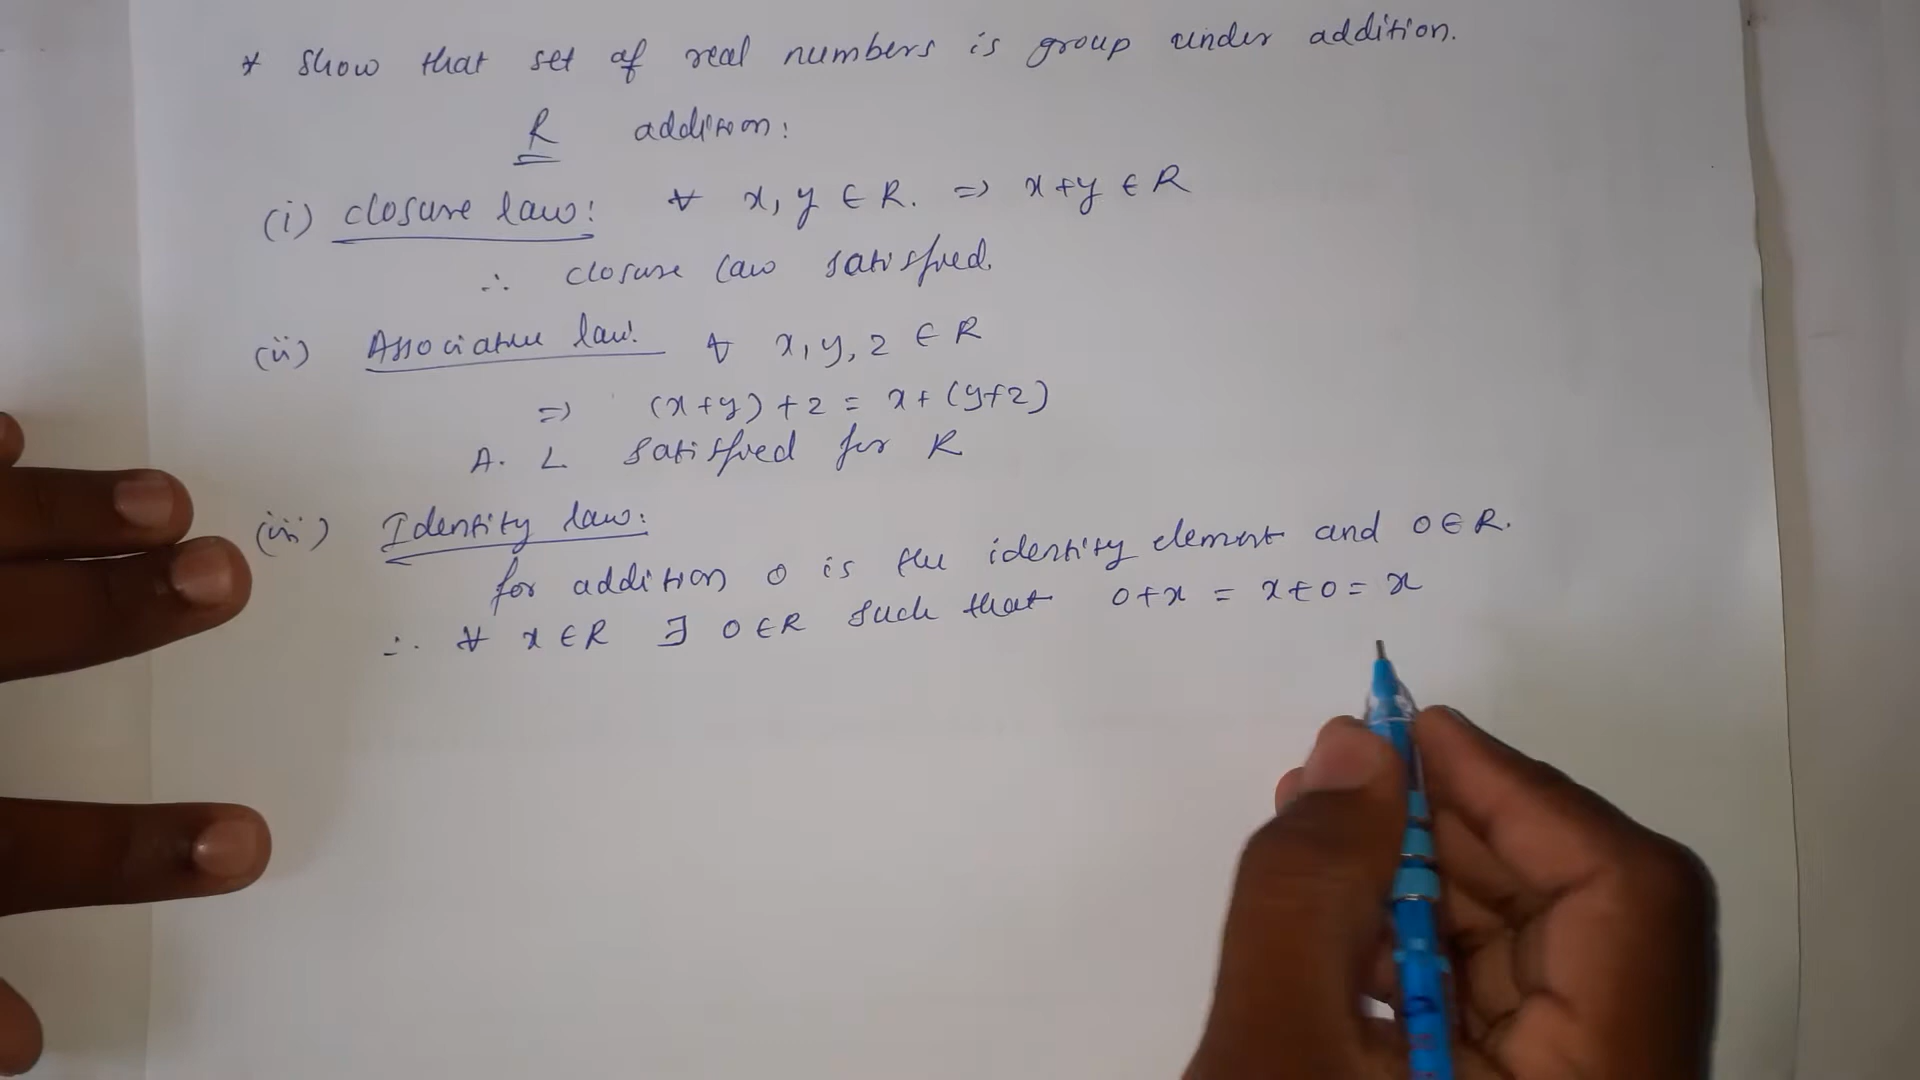 * Show that set of real numbers is group under addition.
R addition:
(i) closure law: ∀ x, y ∈ R. => x+y ∈ R
∴ closure law satisfied.
(ii) Associative law: ∀ x, y, z ∈ R
=> (x+y)+z = x+(y+z)
A. L satisfied for R
(iii) Identity law:
for addition 0 is the identity element and 0∈R.
∴ ∀ x∈R ∃ 0∈R such that 0+x = x+0 = x